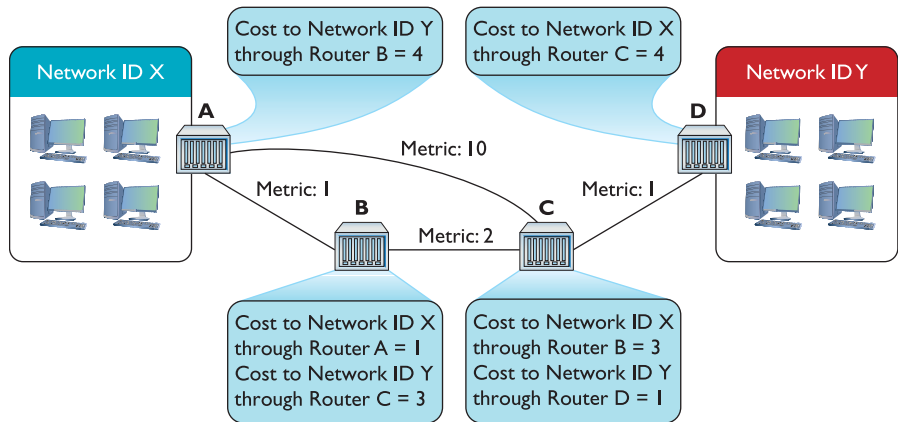 Cost to Network ID Y
through Router B = 4
Cost to Network ID X
through Router C = 4
Network ID X
Network ID Y
A
D
Metric: 10
Metric: 1
Metric: 1
B
C
Metric: 2
Cost to Network ID X
through Router A = 1
Cost to Network ID Y
through Router C = 3
Cost to Network ID X
through Router B = 3
Cost to Network ID Y
through Router D = 1